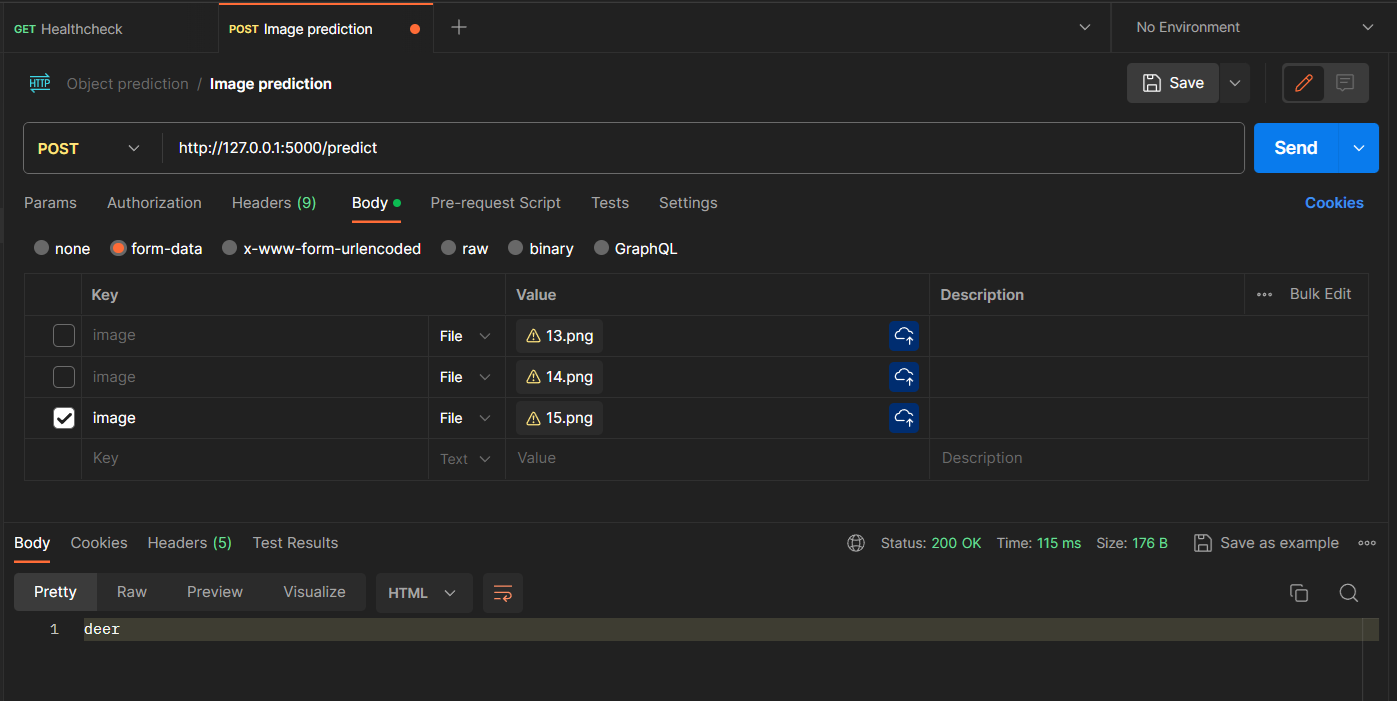 GET Healthcheck POST Image prediction No Environment
HTTP Object prediction / Image prediction Save
POST http://127.0.0.1:5000/predict Send
Params Authorization Headers (9) Body Pre-request Script Tests Settings Cookies
none form-data x-www-form-urlencoded raw binary GraphQL
Key Value Description Bulk Edit
image File 13.png
image File 14.png
image File 15.png
Key Text Value Description
Body Cookies Headers (5) Test Results Status: 200 OK Time: 115 ms Size: 176 B Save as example
Pretty Raw Preview Visualize HTML
1 deer